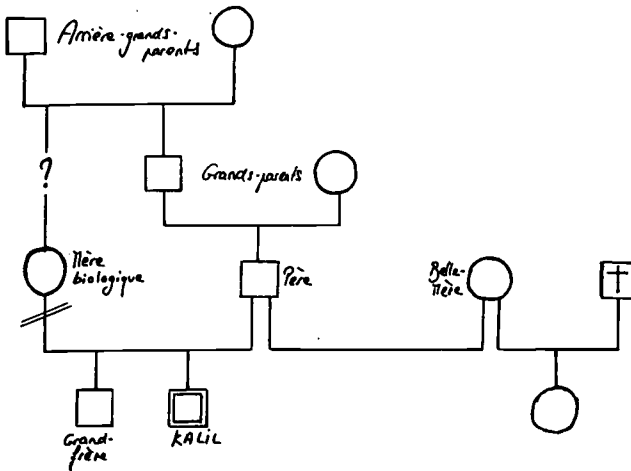 Arrière-grands-
parents
?
Grands-parents
Mère
biologique
Père
Belle-
Mère
Grand-
frère
KALIL